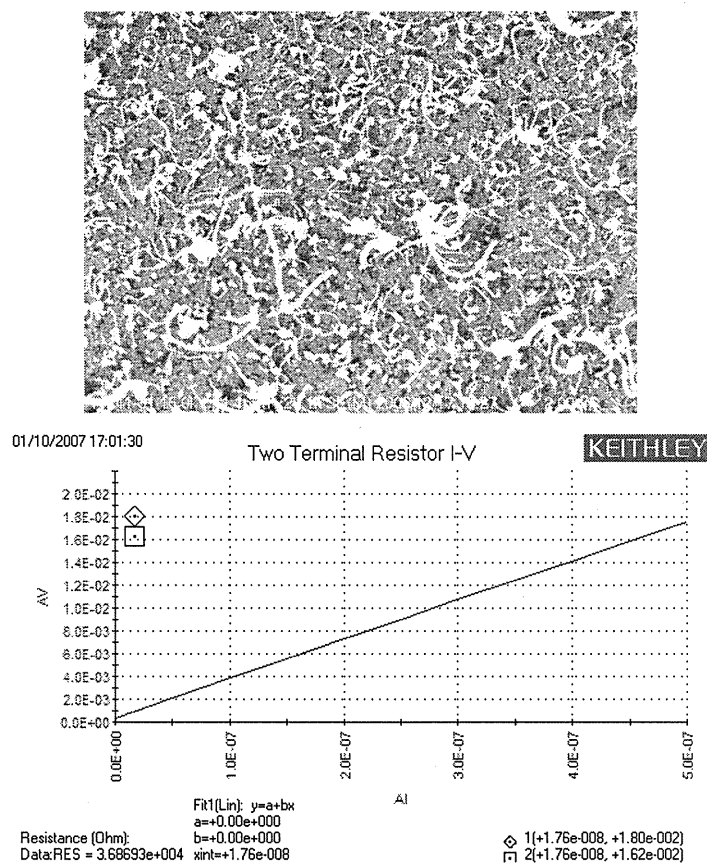 01/10/2007 17:01:30
Two Terminal Resistor I-V
KEITHLEY
2.0E-02
1.8E-02
1.6E-02
1.4E-02
1.2E-02
1.0E-02
8.0E-03
6.0E-03
4.0E-03
2.0E-03
0.0E+00
AV
0.0E+00
1.0E-07
2.0E-07
3.0E-07
4.0E-07
5.0E-07
AI
Fit1(Lin): y=a+bx
a=+0.00e+000
b=+0.00e+000
xint=+1.76e-008
Resistance (Ohm):
Data:RES = 3.68693e+004
1(+1.76e-008, +1.80e-002)
2(+1.76e-008, +1.62e-002)